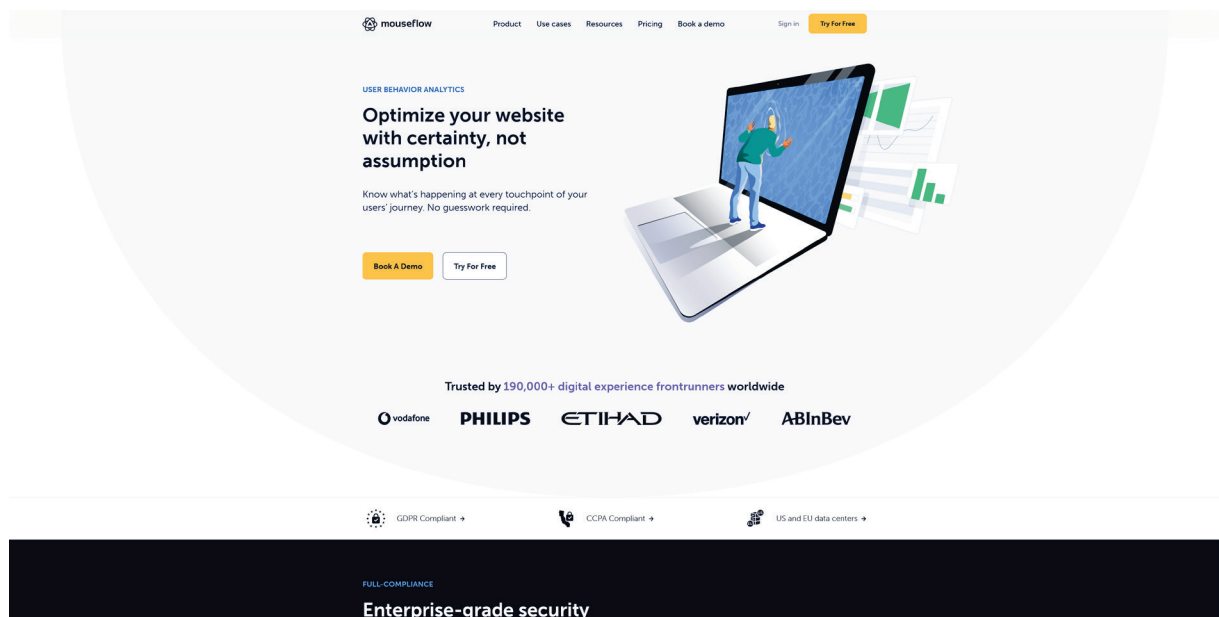 mouseflow
Product Use cases Resources Pricing Book a demo Sign in Try For Free
USER BEHAVIOR ANALYTICS
Optimize your website
with certainty, not
assumption
Know what's happening at every touchpoint of your
users' journey. No guesswork required.
Book A Demo Try For Free
Trusted by 190,000+ digital experience frontrunners worldwide
vodafone PHILIPS ETIHAD verizon✓ ABInBev
GDPR Compliant → CCPA Compliant → US and EU data centers →
FULL-COMPLIANCE
Enterprise-grade security